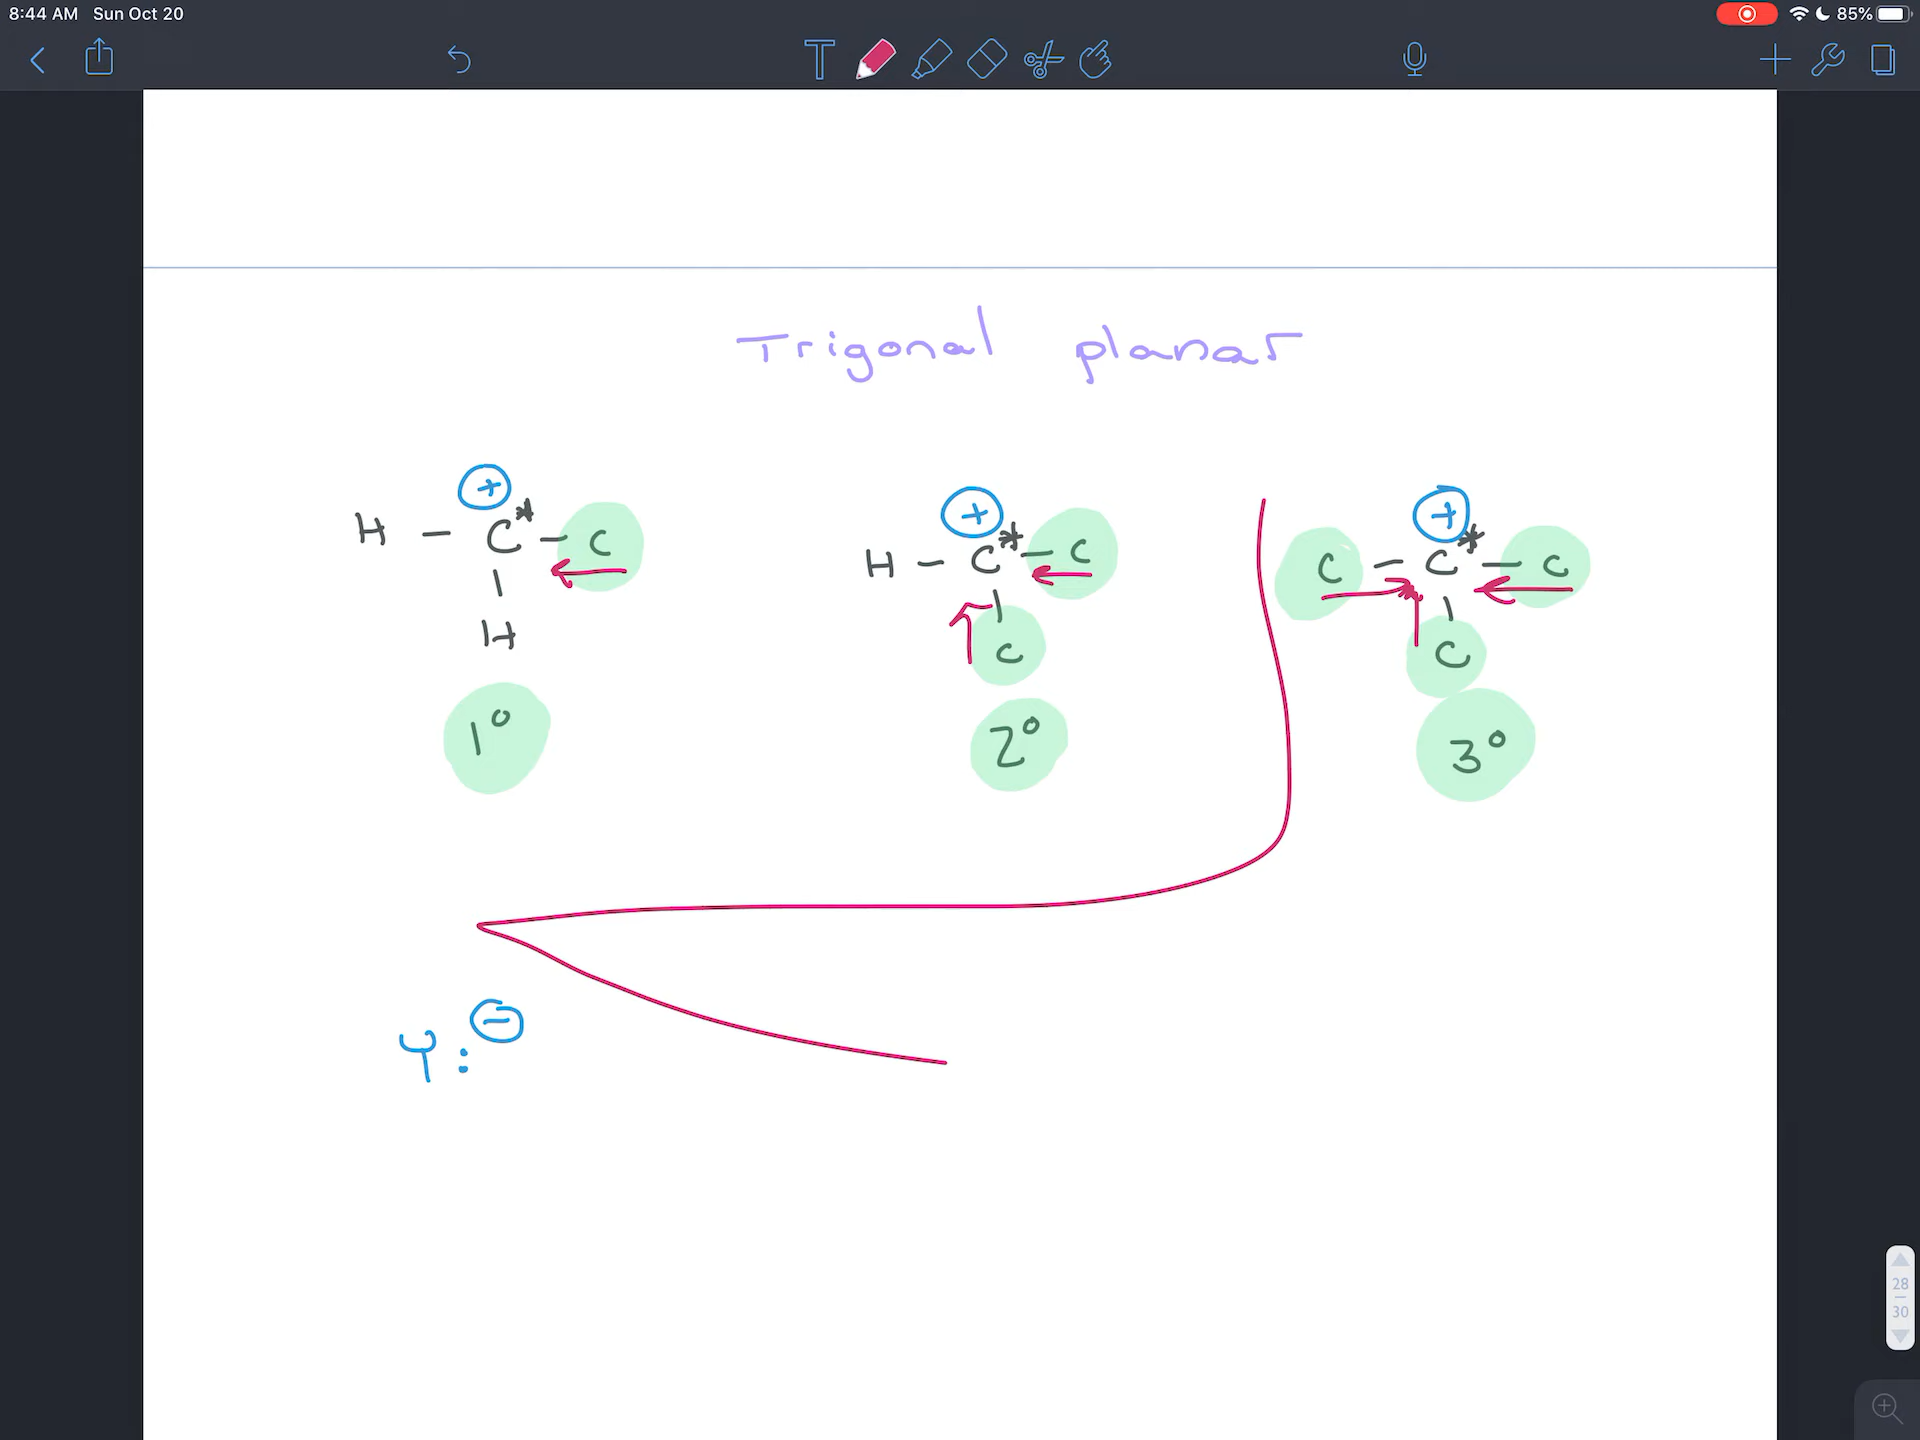 8:44 AM Sun Oct 20
85%
T
Trigonal planar
+ + +
H – C* – C H – C* – C C – C* – C
H C C
1° 2° 3°
Y: –
28
30